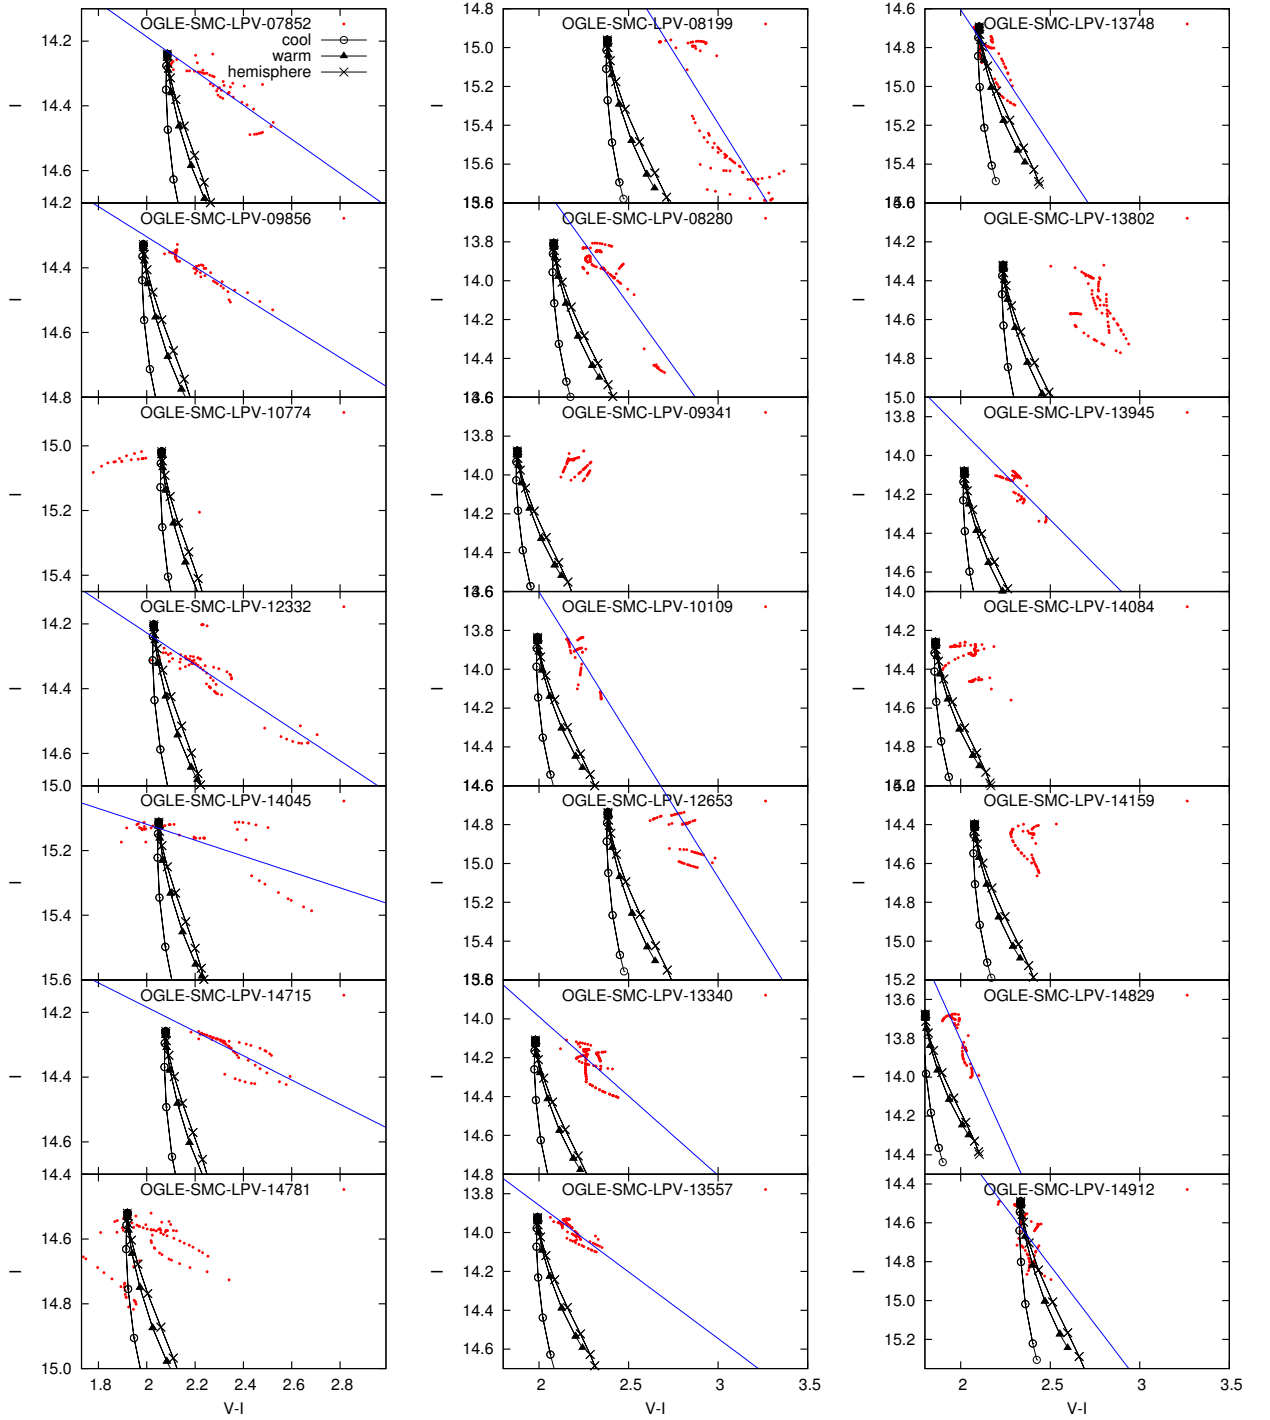 OGLE-SMC-LPV-07852
cool
warm
hemisphere
14.2
14.4
14.6
I
OGLE-SMC-LPV-08199
14.8
15.0
15.2
15.4
15.6
15.8
I
OGLE-SMC-LPV-13748
14.6
14.8
15.0
15.2
15.4
I
OGLE-SMC-LPV-09856
14.2
14.4
14.6
14.8
I
OGLE-SMC-LPV-08280
13.8
14.0
14.2
14.4
I
OGLE-SMC-LPV-13802
14.2
14.4
14.6
14.8
15.0
I
OGLE-SMC-LPV-10774
15.0
15.2
15.4
I
OGLE-SMC-LPV-09341
13.8
14.0
14.2
14.4
I
OGLE-SMC-LPV-13945
13.8
14.0
14.2
14.4
14.6
I
OGLE-SMC-LPV-12332
14.2
14.4
14.6
15.0
I
OGLE-SMC-LPV-10109
13.8
14.0
14.2
14.4
14.6
I
OGLE-SMC-LPV-14084
14.0
14.2
14.4
14.6
14.8
I
OGLE-SMC-LPV-14045
15.2
15.4
15.6
I
OGLE-SMC-LPV-12653
14.8
15.0
15.2
15.4
I
OGLE-SMC-LPV-14159
14.4
14.6
14.8
15.0
15.2
I
OGLE-SMC-LPV-14715
14.2
14.4
14.6
14.4
I
OGLE-SMC-LPV-13340
14.0
14.2
14.4
14.6
14.8
I
OGLE-SMC-LPV-14829
13.6
13.8
14.0
14.2
14.4
I
OGLE-SMC-LPV-14781
14.6
14.8
15.0
I
1.8
2
2.2
2.4
2.6
2.8
V-I
OGLE-SMC-LPV-13557
13.8
14.0
14.2
14.4
14.6
I
2
2.5
3
3.5
V-I
OGLE-SMC-LPV-14912
14.4
14.6
14.8
15.0
15.2
I
2
2.5
3
3.5
V-I